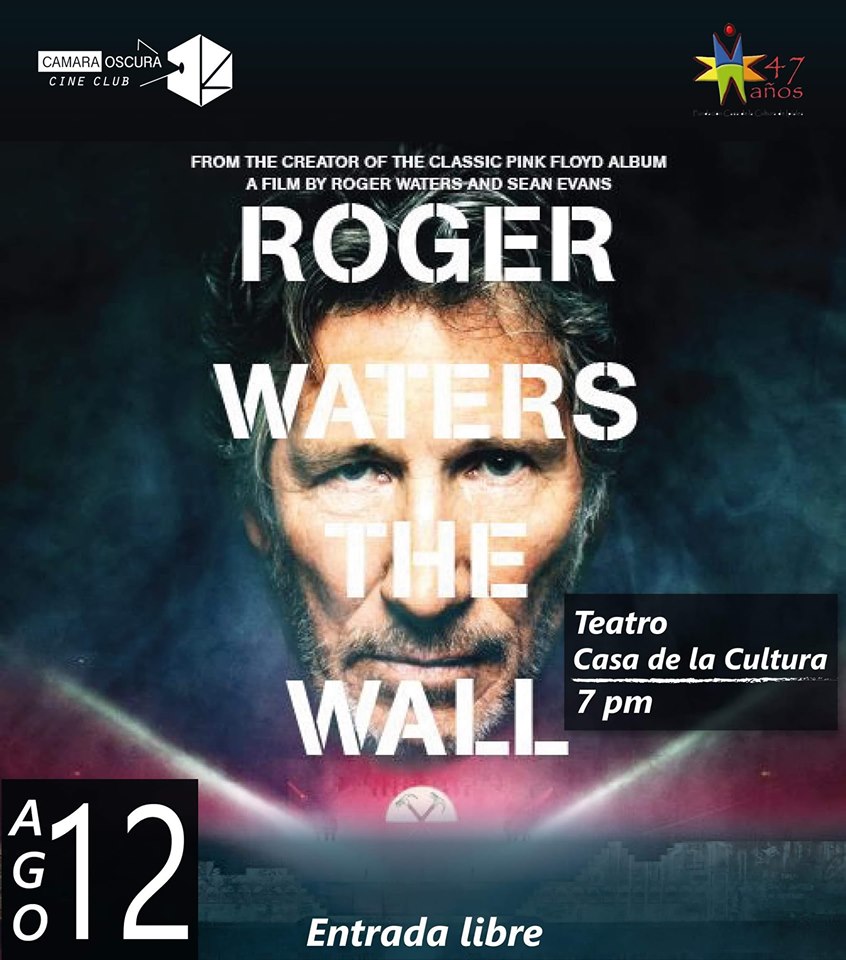 CAMARA OSCURA
CINE CLUB
47
años
FROM THE CREATOR OF THE CLASSIC PINK FLOYD ALBUM
A FILM BY ROGER WATERS AND SEAN EVANS
ROGER
WATERS
THE
WALL
Teatro
Casa de la Cultura
7 pm
AGO
12
Entrada libre